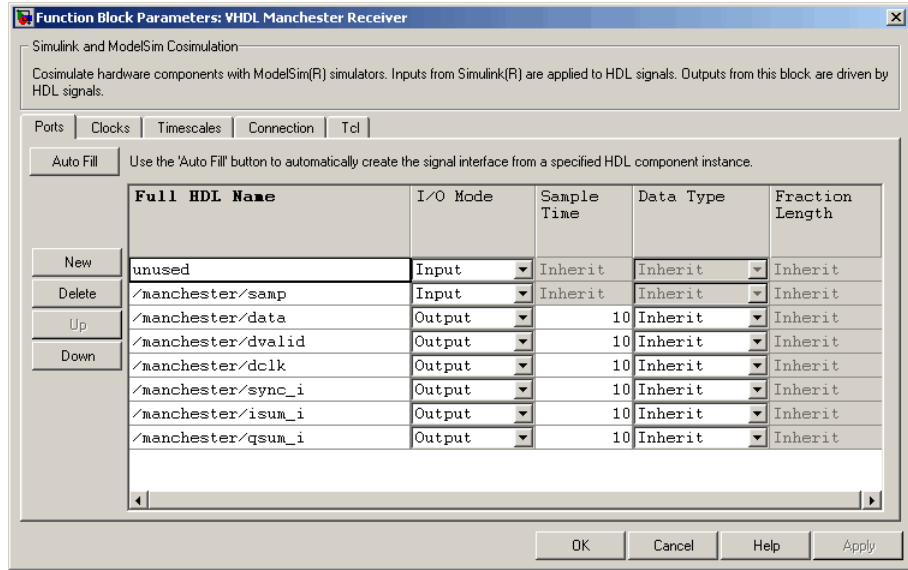 Function Block Parameters: VHDL Manchester Receiver
Simulink and ModelSim Cosimulation
Cosimulate hardware components with ModelSim(R) simulators. Inputs from Simulink(R) are applied to HDL signals. Outputs from this block are driven by
HDL signals.
Ports Clocks Timescales Connection Tcl
Auto Fill Use the 'Auto Fill' button to automatically create the signal interface from a specified HDL component instance.
Full HDL Name I/O Mode Sample Time Data Type Fraction Length
New unused Input Inherit Inherit Inherit
Delete /manchester/samp Input Inherit Inherit Inherit
Up /manchester/data Output 10 Inherit Inherit
Down /manchester/dvalid Output 10 Inherit Inherit
/manchester/dclk Output 10 Inherit Inherit
/manchester/sync_i Output 10 Inherit Inherit
/manchester/isum_i Output 10 Inherit Inherit
/manchester/qsum_i Output 10 Inherit Inherit
OK Cancel Help Apply